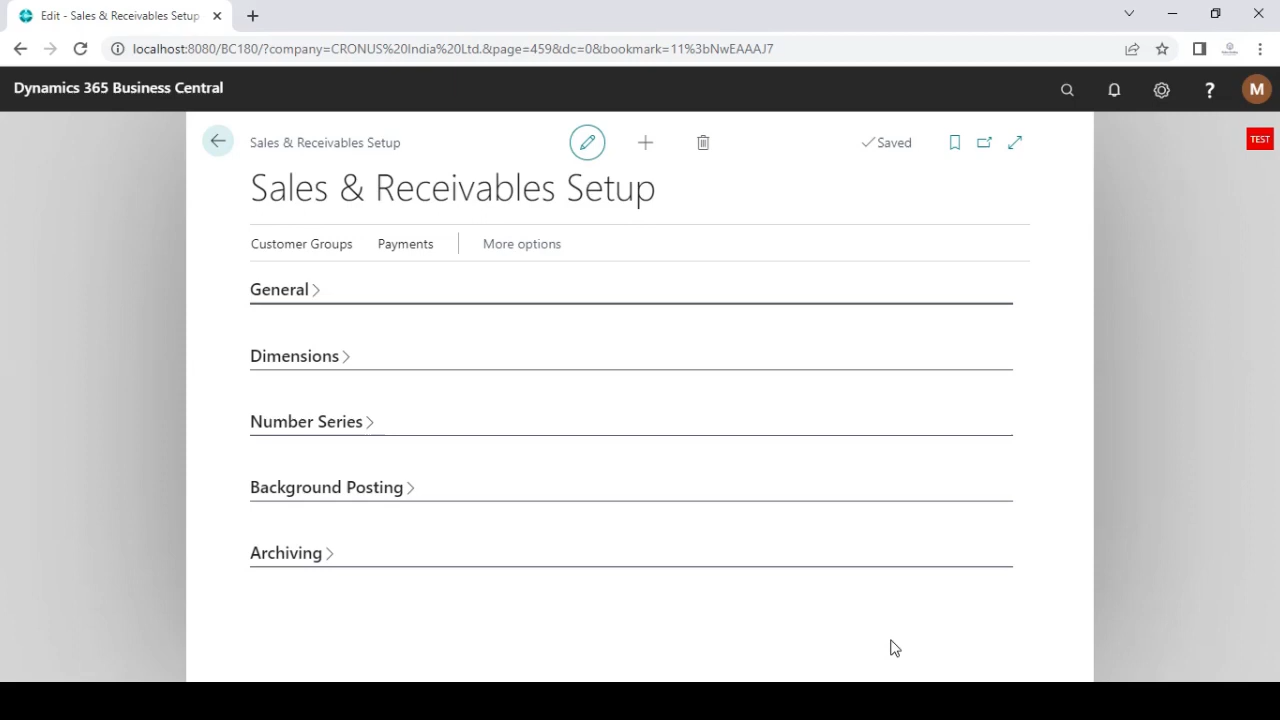 Edit - Sales & Receivables Setup
localhost:8080/BC180/?company=CRONUS%20India%20Ltd.&page=459&dc=0&bookmark=11%3bNwEAAAJ7
Dynamics 365 Business Central
?
M
Sales & Receivables Setup
Saved
TEST
Sales & Receivables Setup
Customer Groups Payments More options
General
Dimensions
Number Series
Background Posting
Archiving